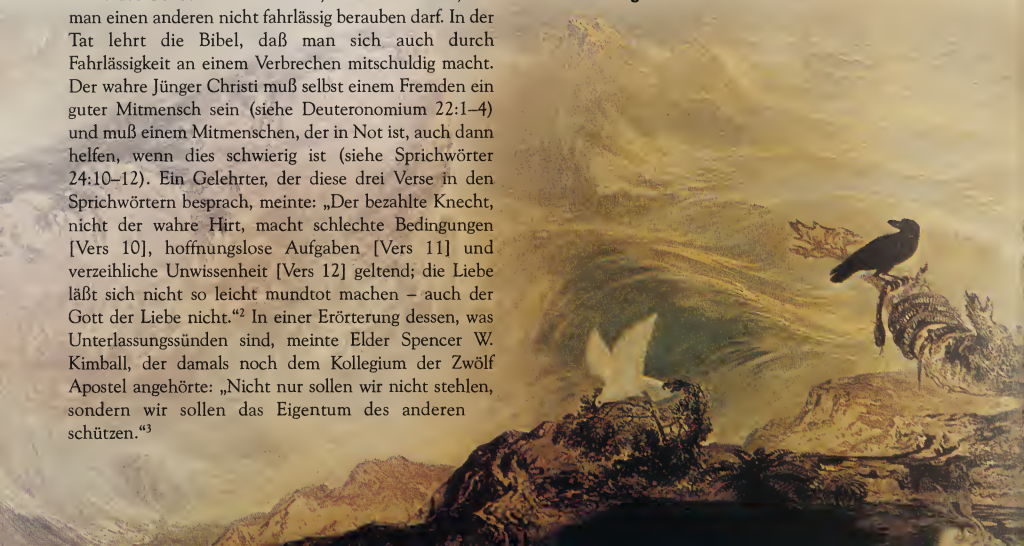 man einen anderen nicht fahrlässig berauben darf. In der
Tat lehrt die Bibel, daß man sich auch durch
Fahrlässigkeit an einem Verbrechen mitschuldig macht.
Der wahre Jünger Christi muß selbst einem Fremden ein
guter Mitmensch sein (siehe Deuteronomium 22:1–4)
und muß einem Mitmenschen, der in Not ist, auch dann
helfen, wenn dies schwierig ist (siehe Sprichwörter
24:10–12). Ein Gelehrter, der diese drei Verse in den
Sprichwörtern besprach, meinte: „Der bezahlte Knecht,
nicht der wahre Hirt, macht schlechte Bedingungen
[Vers 10], hoffnungslose Aufgaben [Vers 11] und
verzeihliche Unwissenheit [Vers 12] geltend; die Liebe
läßt sich nicht so leicht mundtot machen – auch der
Gott der Liebe nicht.“² In einer Erörterung dessen, was
Unterlassungssünden sind, meinte Elder Spencer W.
Kimball, der damals noch dem Kollegium der Zwölf
Apostel angehörte: „Nicht nur sollen wir nicht stehlen,
sondern wir sollen das Eigentum des anderen
schützen.“³